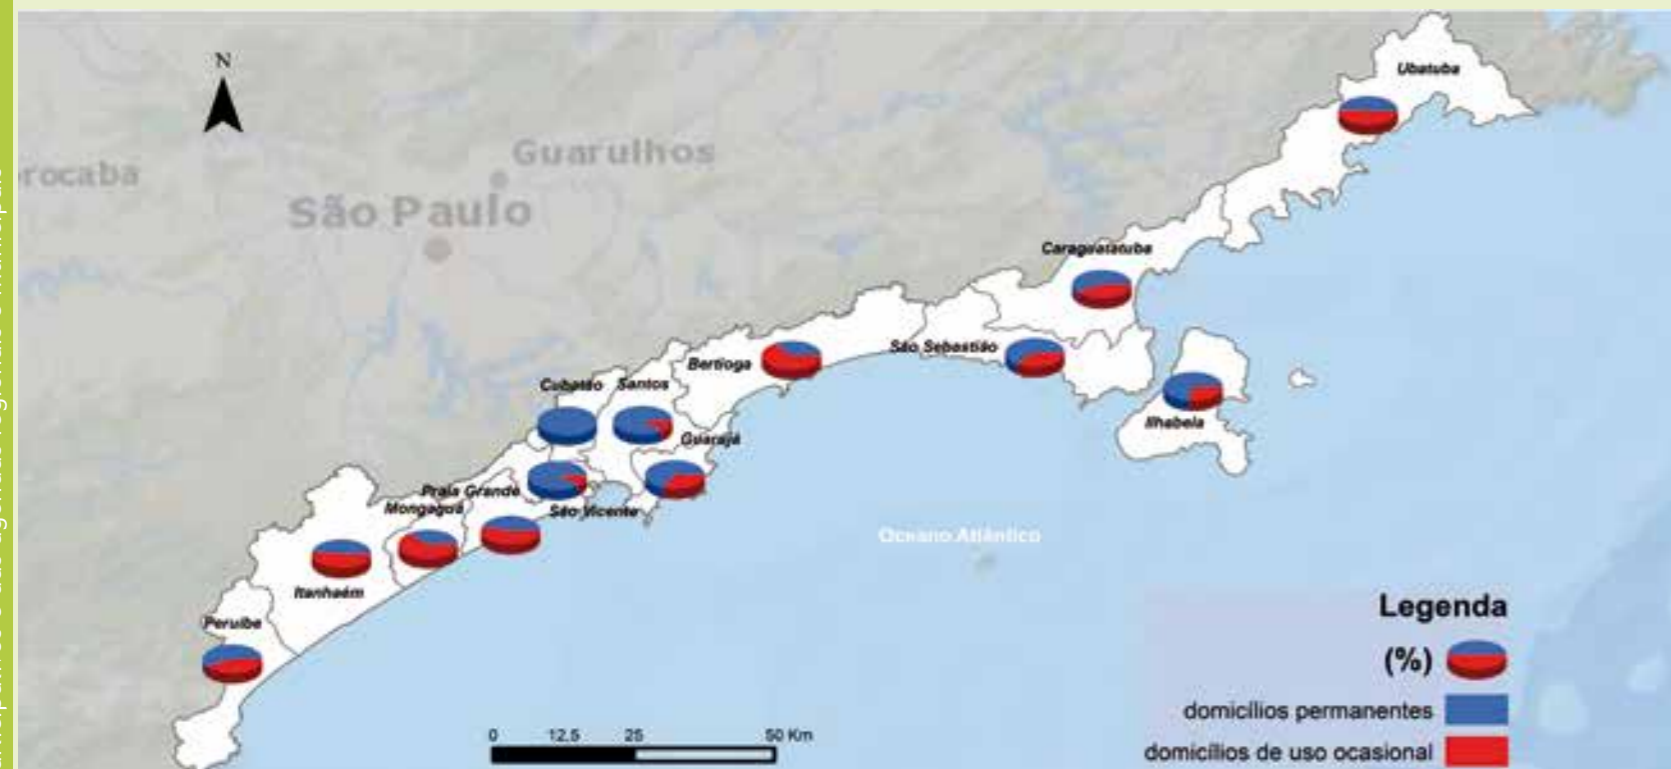 N
Ubatuba
Guarulhos
rocaba
São Paulo
Caraguatatuba
São Sebastião
Bertioga
Cubatão
Santos
Ilhabela
Guarujá
Praia Grande
Mongaguá
São Vicente
Oceano Atlântico
Itanhaém
Peruíbe
Legenda
(%)
domicílios permanentes
domicílios de uso ocasional
0 12,5 25 50 Km